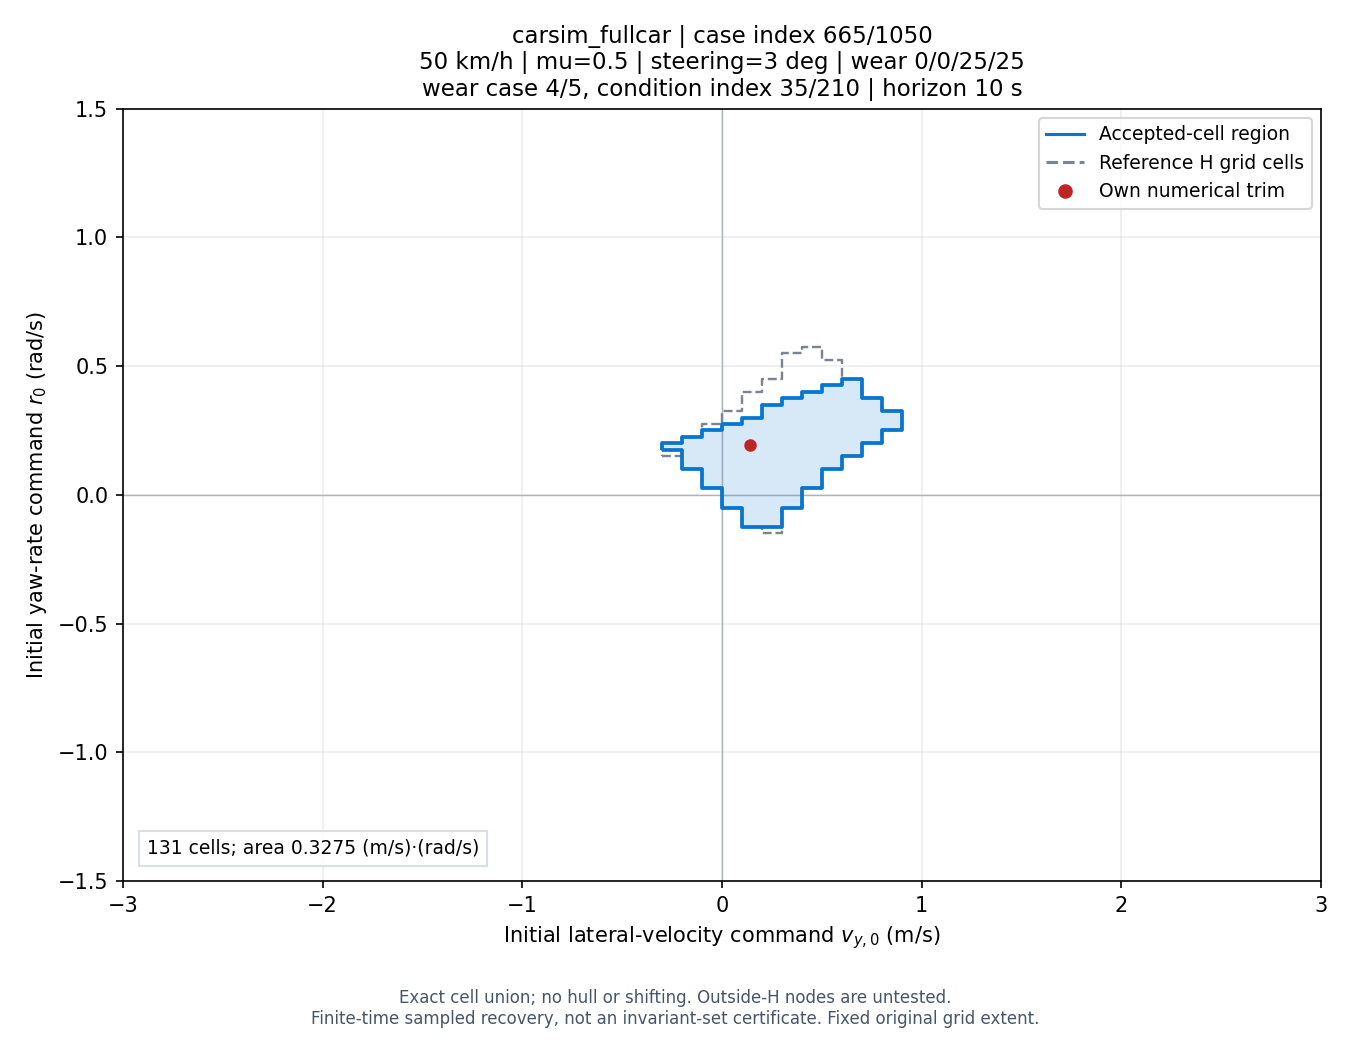 carsim_fullcar | case index 665/1050
50 km/h | mu=0.5 | steering=3 deg | wear 0/0/25/25
wear case 4/5, condition index 35/210 | horizon 10 s
Accepted-cell region
Reference H grid cells
Own numerical trim
1.5
1.0
0.5
0.0
−0.5
−1.0
−1.5
Initial yaw-rate command r0 (rad/s)
131 cells; area 0.3275 (m/s)·(rad/s)
−3
−2
−1
0
1
2
3
Initial lateral-velocity command vy,0 (m/s)
Exact cell union; no hull or shifting. Outside-H nodes are untested.
Finite-time sampled recovery, not an invariant-set certificate. Fixed original grid extent.